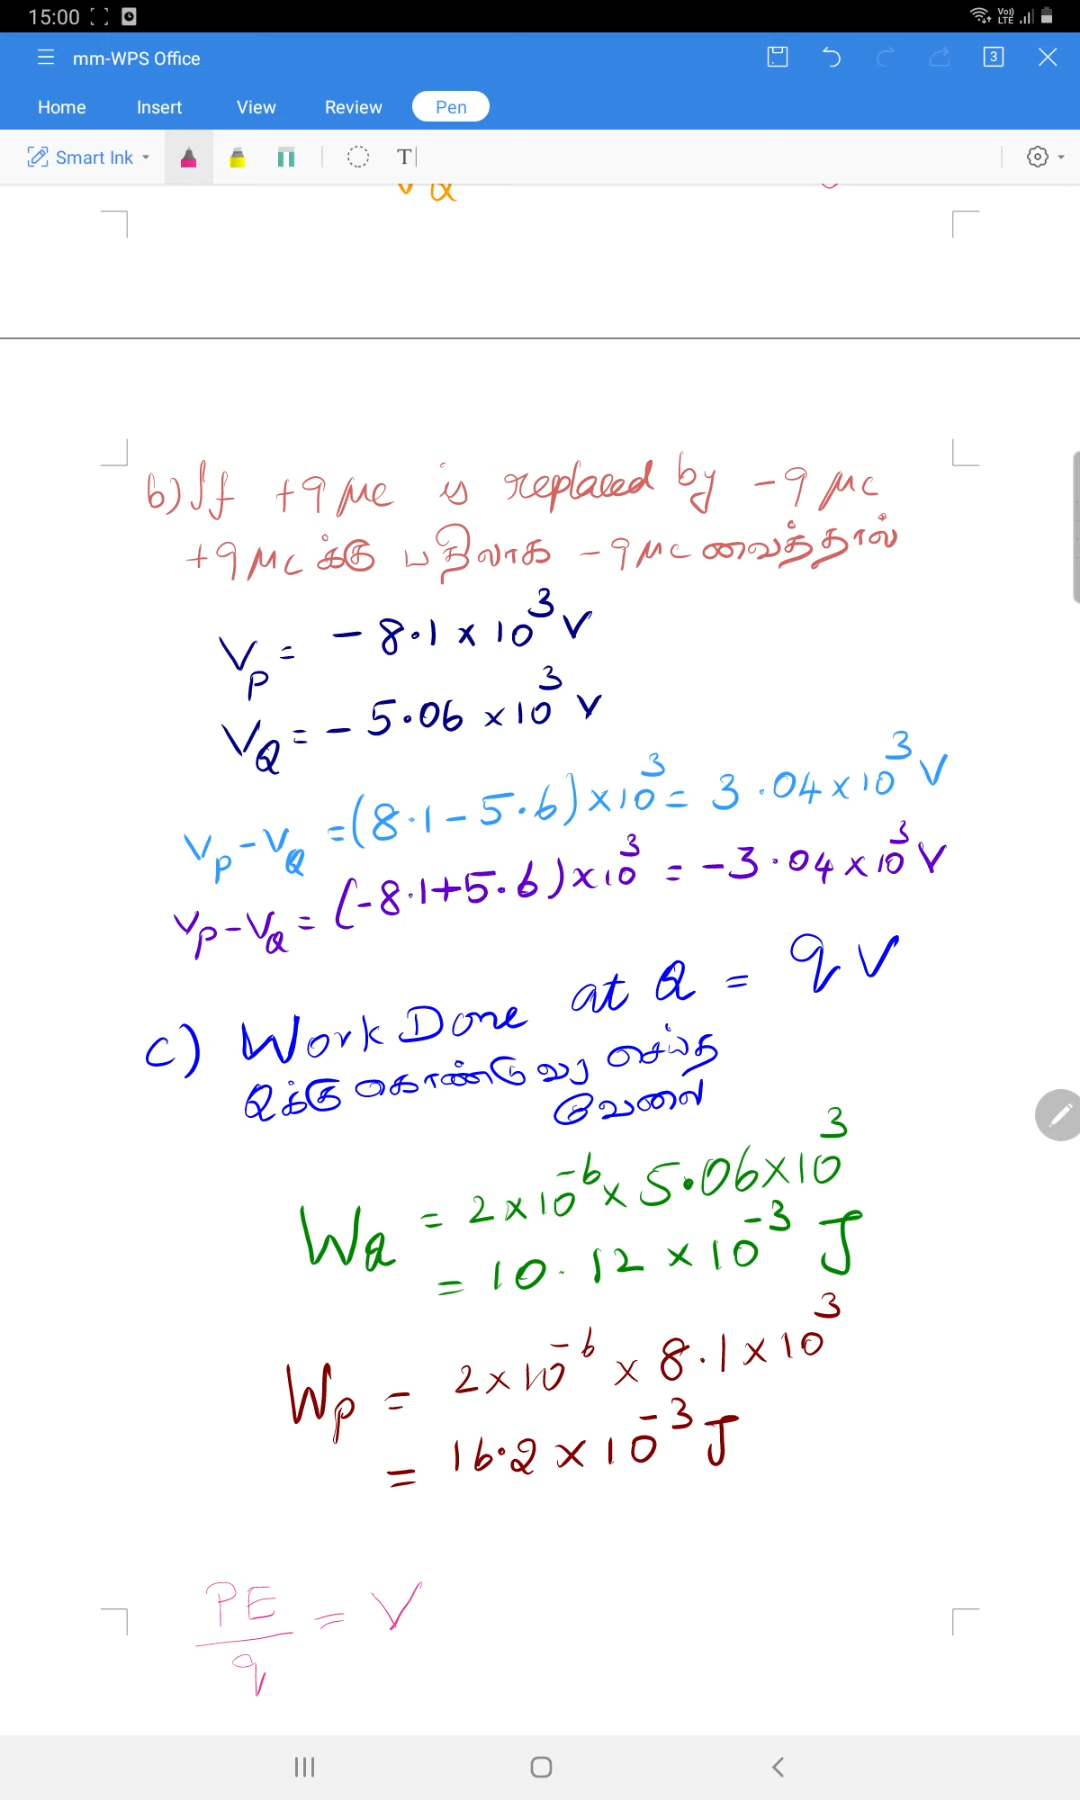 15:00
mm-WPS Office
3
Home Insert View Review Pen
Smart Ink T
b) If +9 μc is replaced by -9 μc
+9 μc க்கு பதிலாக -9 μc வைத்தால்
Vp = - 8.1 x 10³ V
VQ = - 5.06 x 10³ V
Vp - VQ = (8.1 - 5.6) x 10³ = 3.04 x 10³ V
Vp - VQ = (-8.1 + 5.6) x 10³ = -3.04 x 10³ V
c) Work Done at Q = q V
Qக்கு கொண்டு வர செய்த
வேலை
WQ = 2 x 10⁻⁶ x 5.06 x 10³
= 10.12 x 10⁻³ J
Wp = 2 x 10⁻⁶ x 8.1 x 10³
= 16.2 x 10⁻³ J
PE/q = V